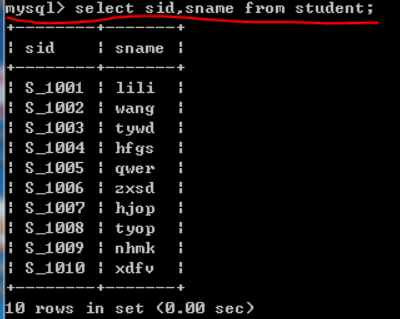 mysql> select sid,sname from student;
+--------+-------+
| sid    | sname |
+--------+-------+
| S_1001 | lili  |
| S_1002 | wang  |
| S_1003 | tywd  |
| S_1004 | hfgs  |
| S_1005 | qwer  |
| S_1006 | zxsd  |
| S_1007 | hjop  |
| S_1008 | tyop  |
| S_1009 | nhmk  |
| S_1010 | xdfv  |
+--------+-------+
10 rows in set (0.00 sec)